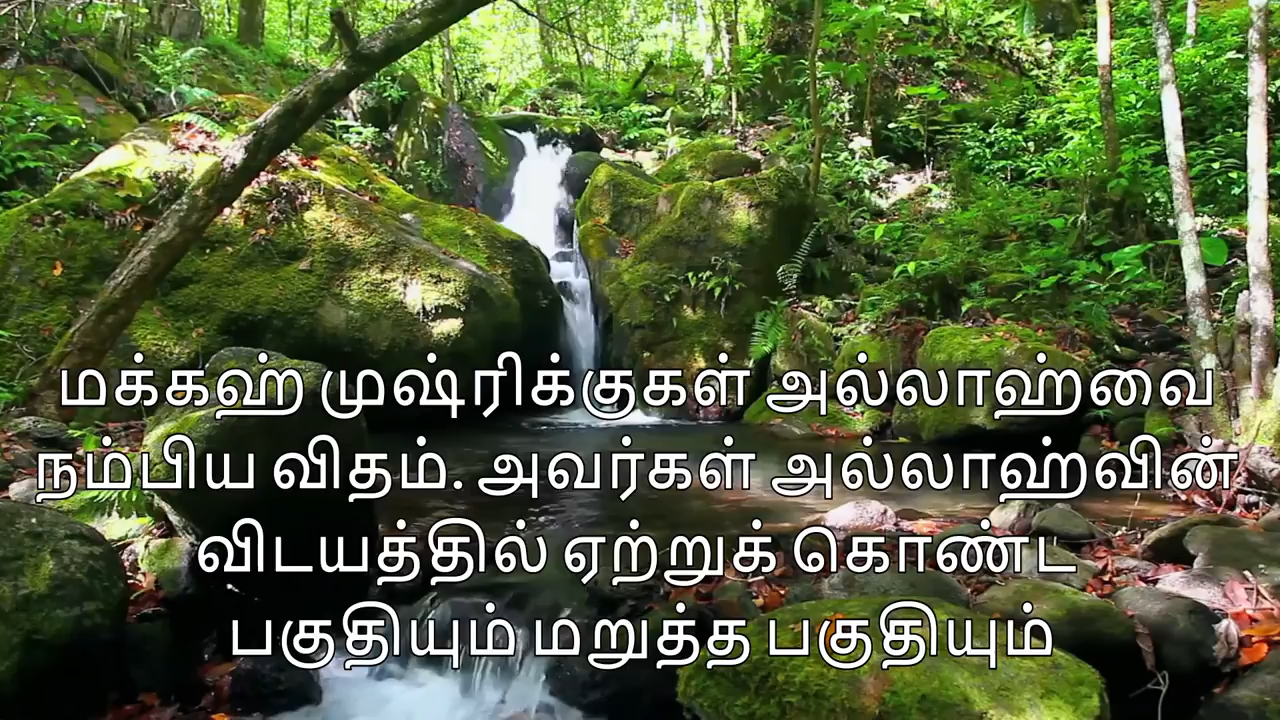 மக்கஹ் முஷ்ரிக்குகள் அல்லாஹ்வை
நம்பிய விதம். அவர்கள் அல்லாஹ்வின்
விடயத்தில் ஏற்றுக் கொண்ட
பகுதியும் மறுத்த பகுதியும்